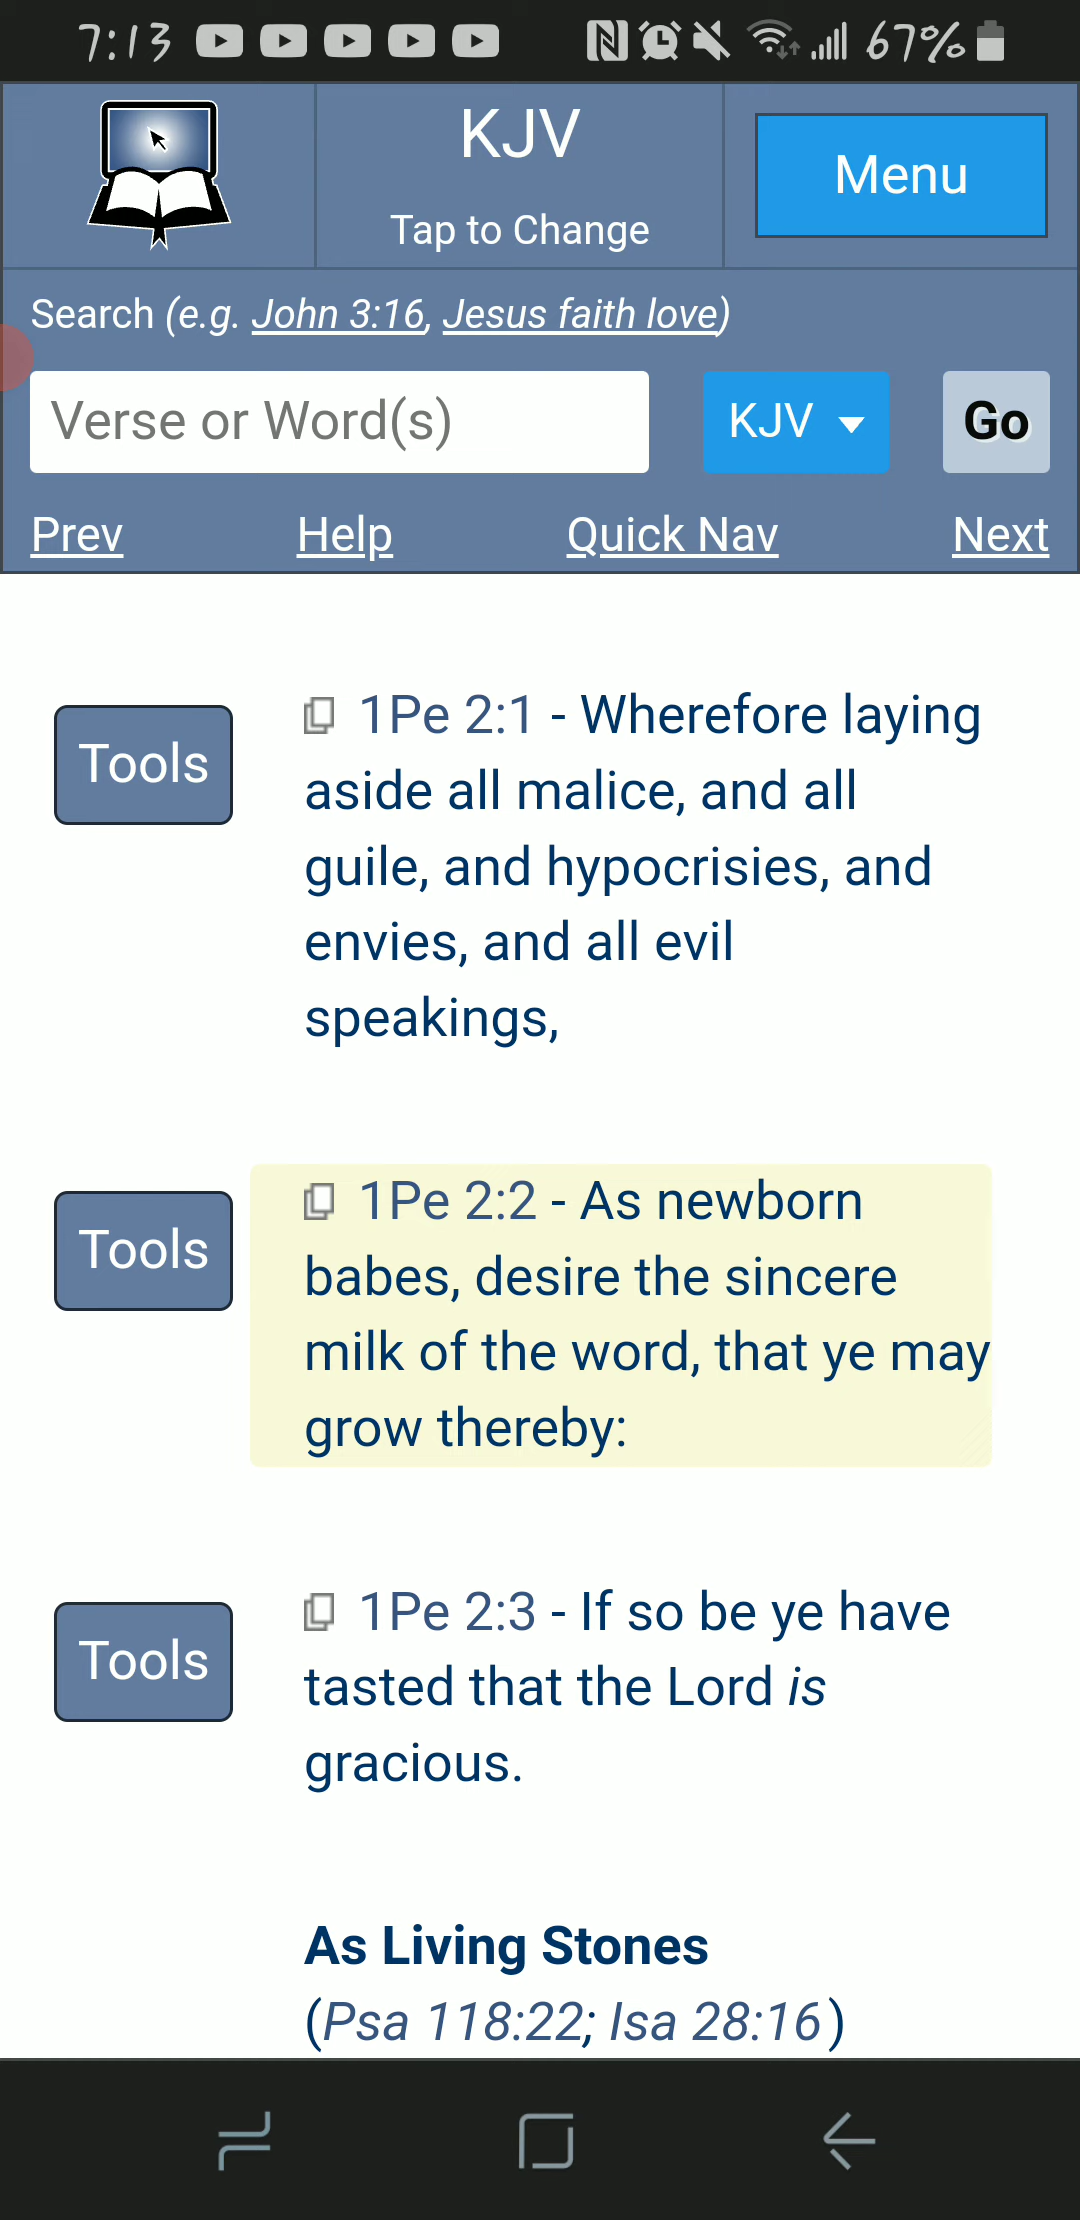 7:13 67%
KJV
Tap to Change
Menu
Search (e.g. John 3:16, Jesus faith love)
Verse or Word(s) KJV Go
Prev Help Quick Nav Next
Tools
1Pe 2:1 - Wherefore laying
aside all malice, and all
guile, and hypocrisies, and
envies, and all evil
speakings,
Tools
1Pe 2:2 - As newborn
babes, desire the sincere
milk of the word, that ye may
grow thereby:
Tools
1Pe 2:3 - If so be ye have
tasted that the Lord is
gracious.
As Living Stones
(Psa 118:22; Isa 28:16)